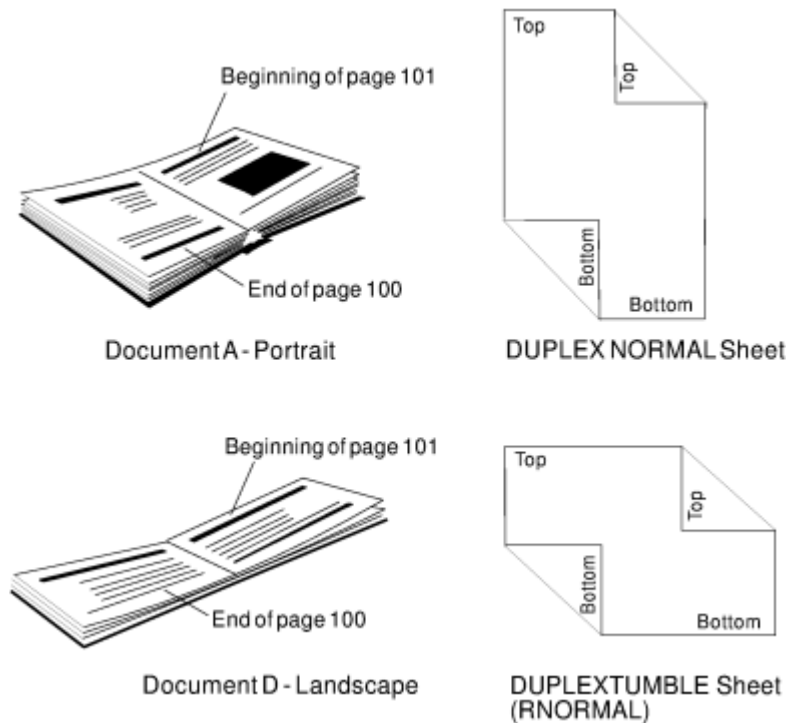 Beginning of page 101
End of page 100
Document A - Portrait
Top
Top
Bottom
Bottom
DUPLEX NORMAL Sheet
Beginning of page 101
End of page 100
Document D - Landscape
Top
Top
Bottom
Bottom
DUPLEXTUMBLE Sheet
(RNORMAL)